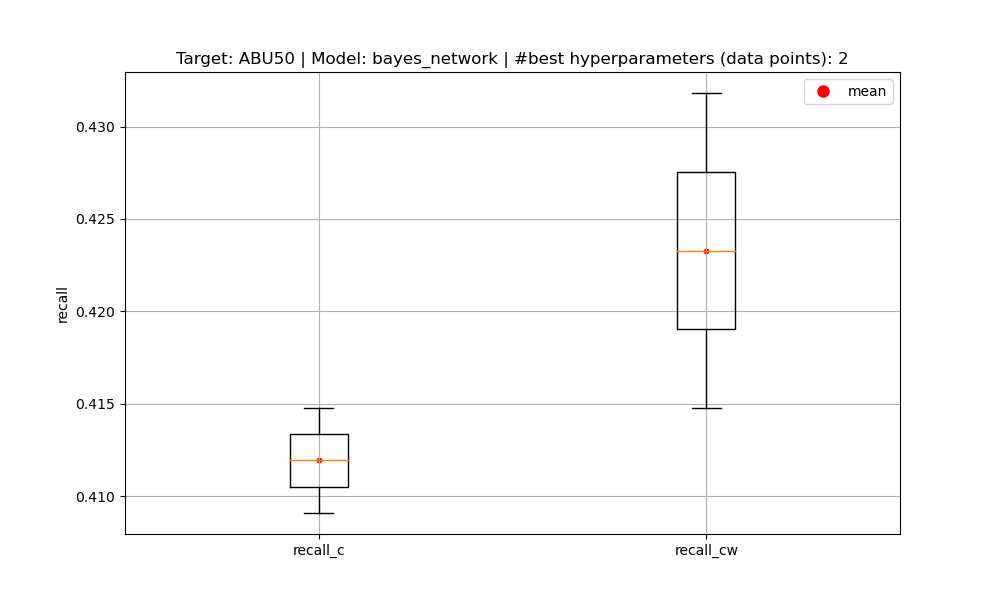 Target: ABU50 | Model: bayes_network | #best hyperparameters (data points): 2
mean
0.430
0.425
0.420
0.415
0.410
recall
recall_c
recall_cw